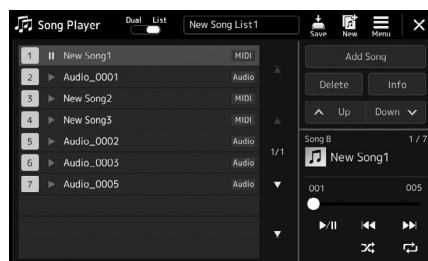 Song Player
Dual List
New Song List1
Save
New
Menu
1 New Song1 MIDI
2 Audio_0001 Audio
3 New Song2 MIDI
4 New Song3 MIDI
5 Audio_0002 Audio
6 Audio_0003 Audio
7 Audio_0005 Audio
1/1
Add Song
Delete
Info
Up
Down
Song B
1 / 7
New Song1
001
005